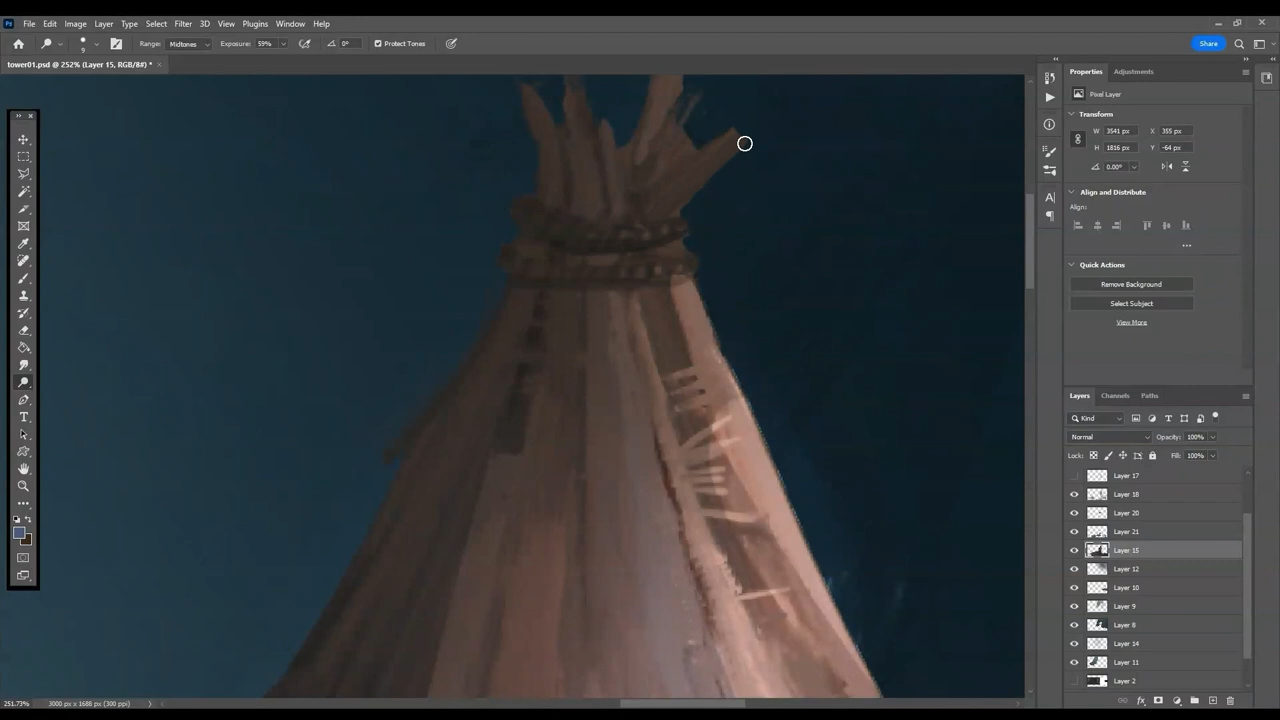 Ps File Edit Image Layer Type Select Filter 3D View Plugins Window Help
9 Range: Midtones Exposure: 59% 0° Protect Tones Share
tower01.psd @ 252% (Layer 15, RGB/8#) *
Properties Adjustments
Pixel Layer
Transform
W 3541 px X 355 px
H 1816 px Y -64 px
0.00°
Align and Distribute
Align:
Quick Actions
Remove Background
Select Subject
View More
Layers Channels Paths
Kind
Normal Opacity: 100%
Lock: Fill: 100%
Layer 17
Layer 18
Layer 20
Layer 21
Layer 15
Layer 12
Layer 10
Layer 9
Layer 8
Layer 14
Layer 11
Layer 2
251.73% 3000 px x 1688 px (300 ppi)